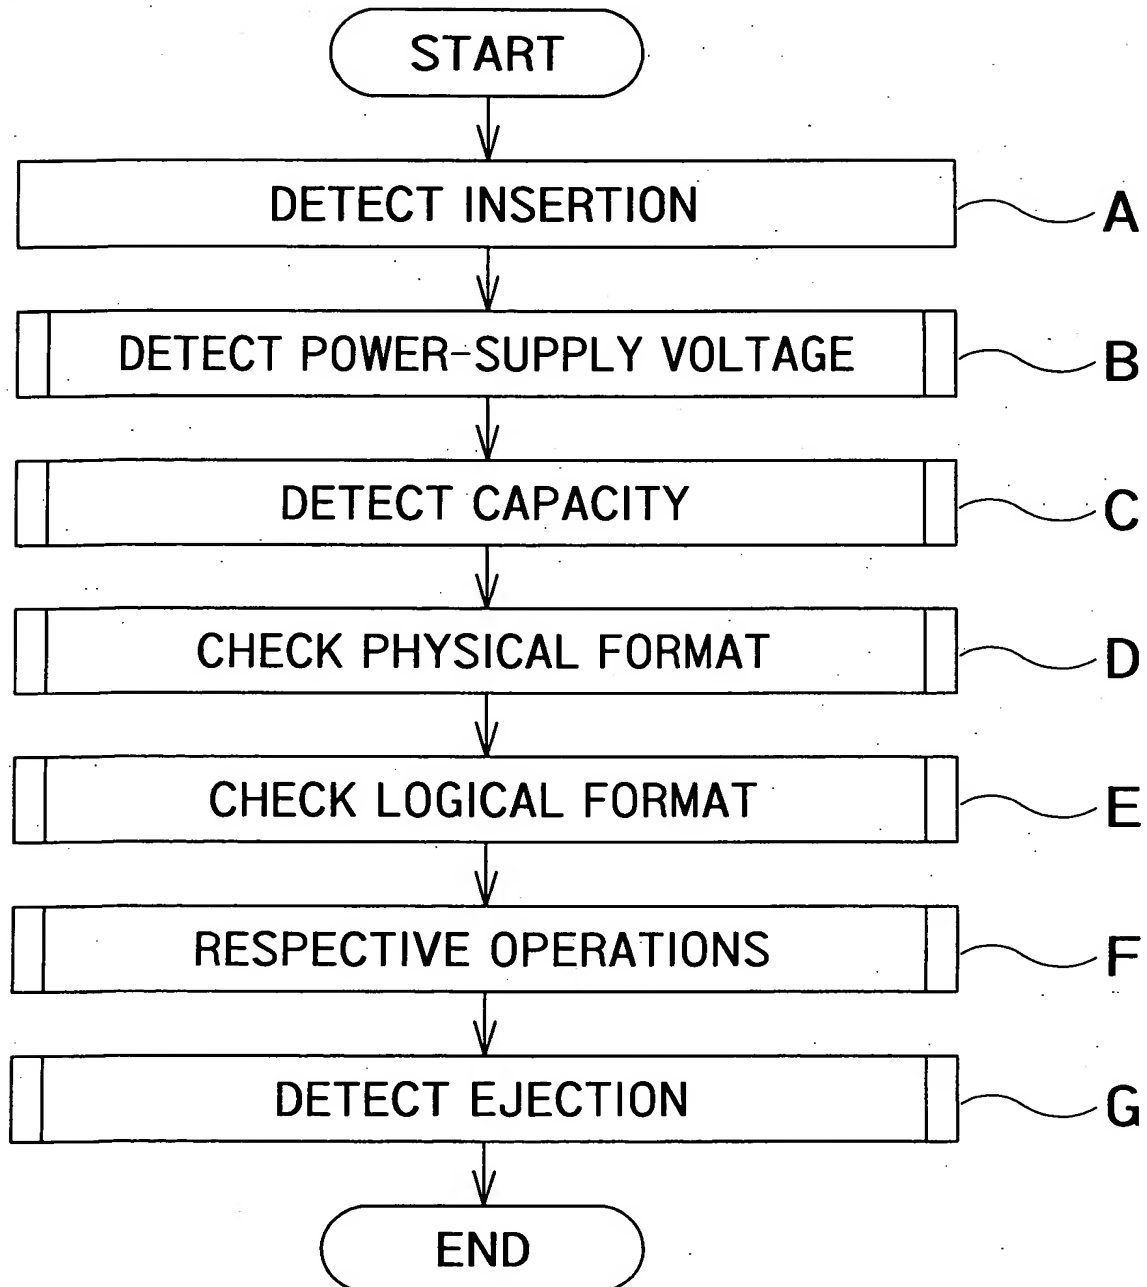 START
DETECT INSERTION
A
DETECT POWER-SUPPLY VOLTAGE
B
DETECT CAPACITY
C
CHECK PHYSICAL FORMAT
D
CHECK LOGICAL FORMAT
E
RESPECTIVE OPERATIONS
F
DETECT EJECTION
G
END